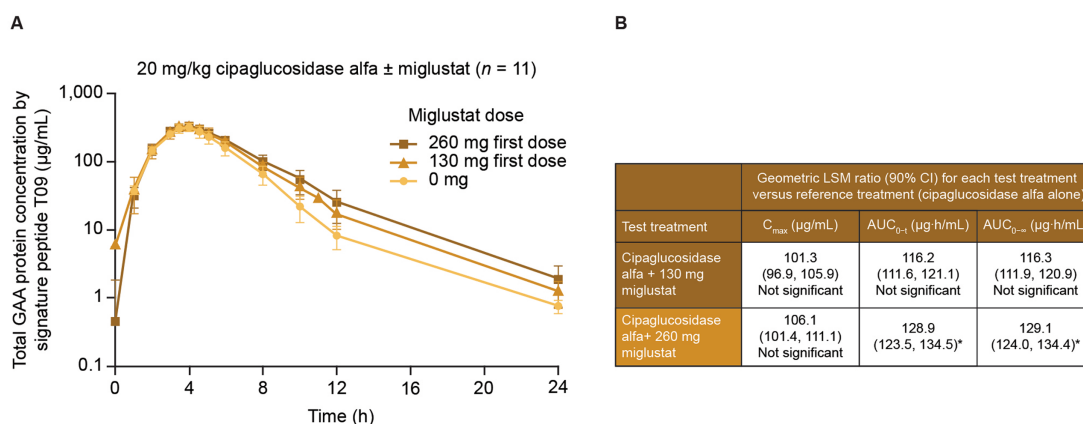 A
20 mg/kg cipaglucosidase alfa ± miglustat (n = 11)
Total GAA protein concentration by
signature peptide T09 (µg/mL)
1,000
100
10
1
0.1
Miglustat dose
260 mg first dose
130 mg first dose
0 mg
0 4 8 12 16 20 24
Time (h)
B
Geometric LSM ratio (90% CI) for each test treatment
versus reference treatment (cipaglucosidase alfa alone)
Test treatment
Cmax (µg/mL)
AUC0–t (µg·h/mL)
AUC0–∞ (µg·h/mL)
Cipaglucosidase
alfa + 130 mg
miglustat
101.3
(96.9, 105.9)
Not significant
116.2
(111.6, 121.1)
Not significant
116.3
(111.9, 120.9)
Not significant
Cipaglucosidase
alfa+ 260 mg
miglustat
106.1
(101.4, 111.1)
Not significant
128.9
(123.5, 134.5)*
129.1
(124.0, 134.4)*